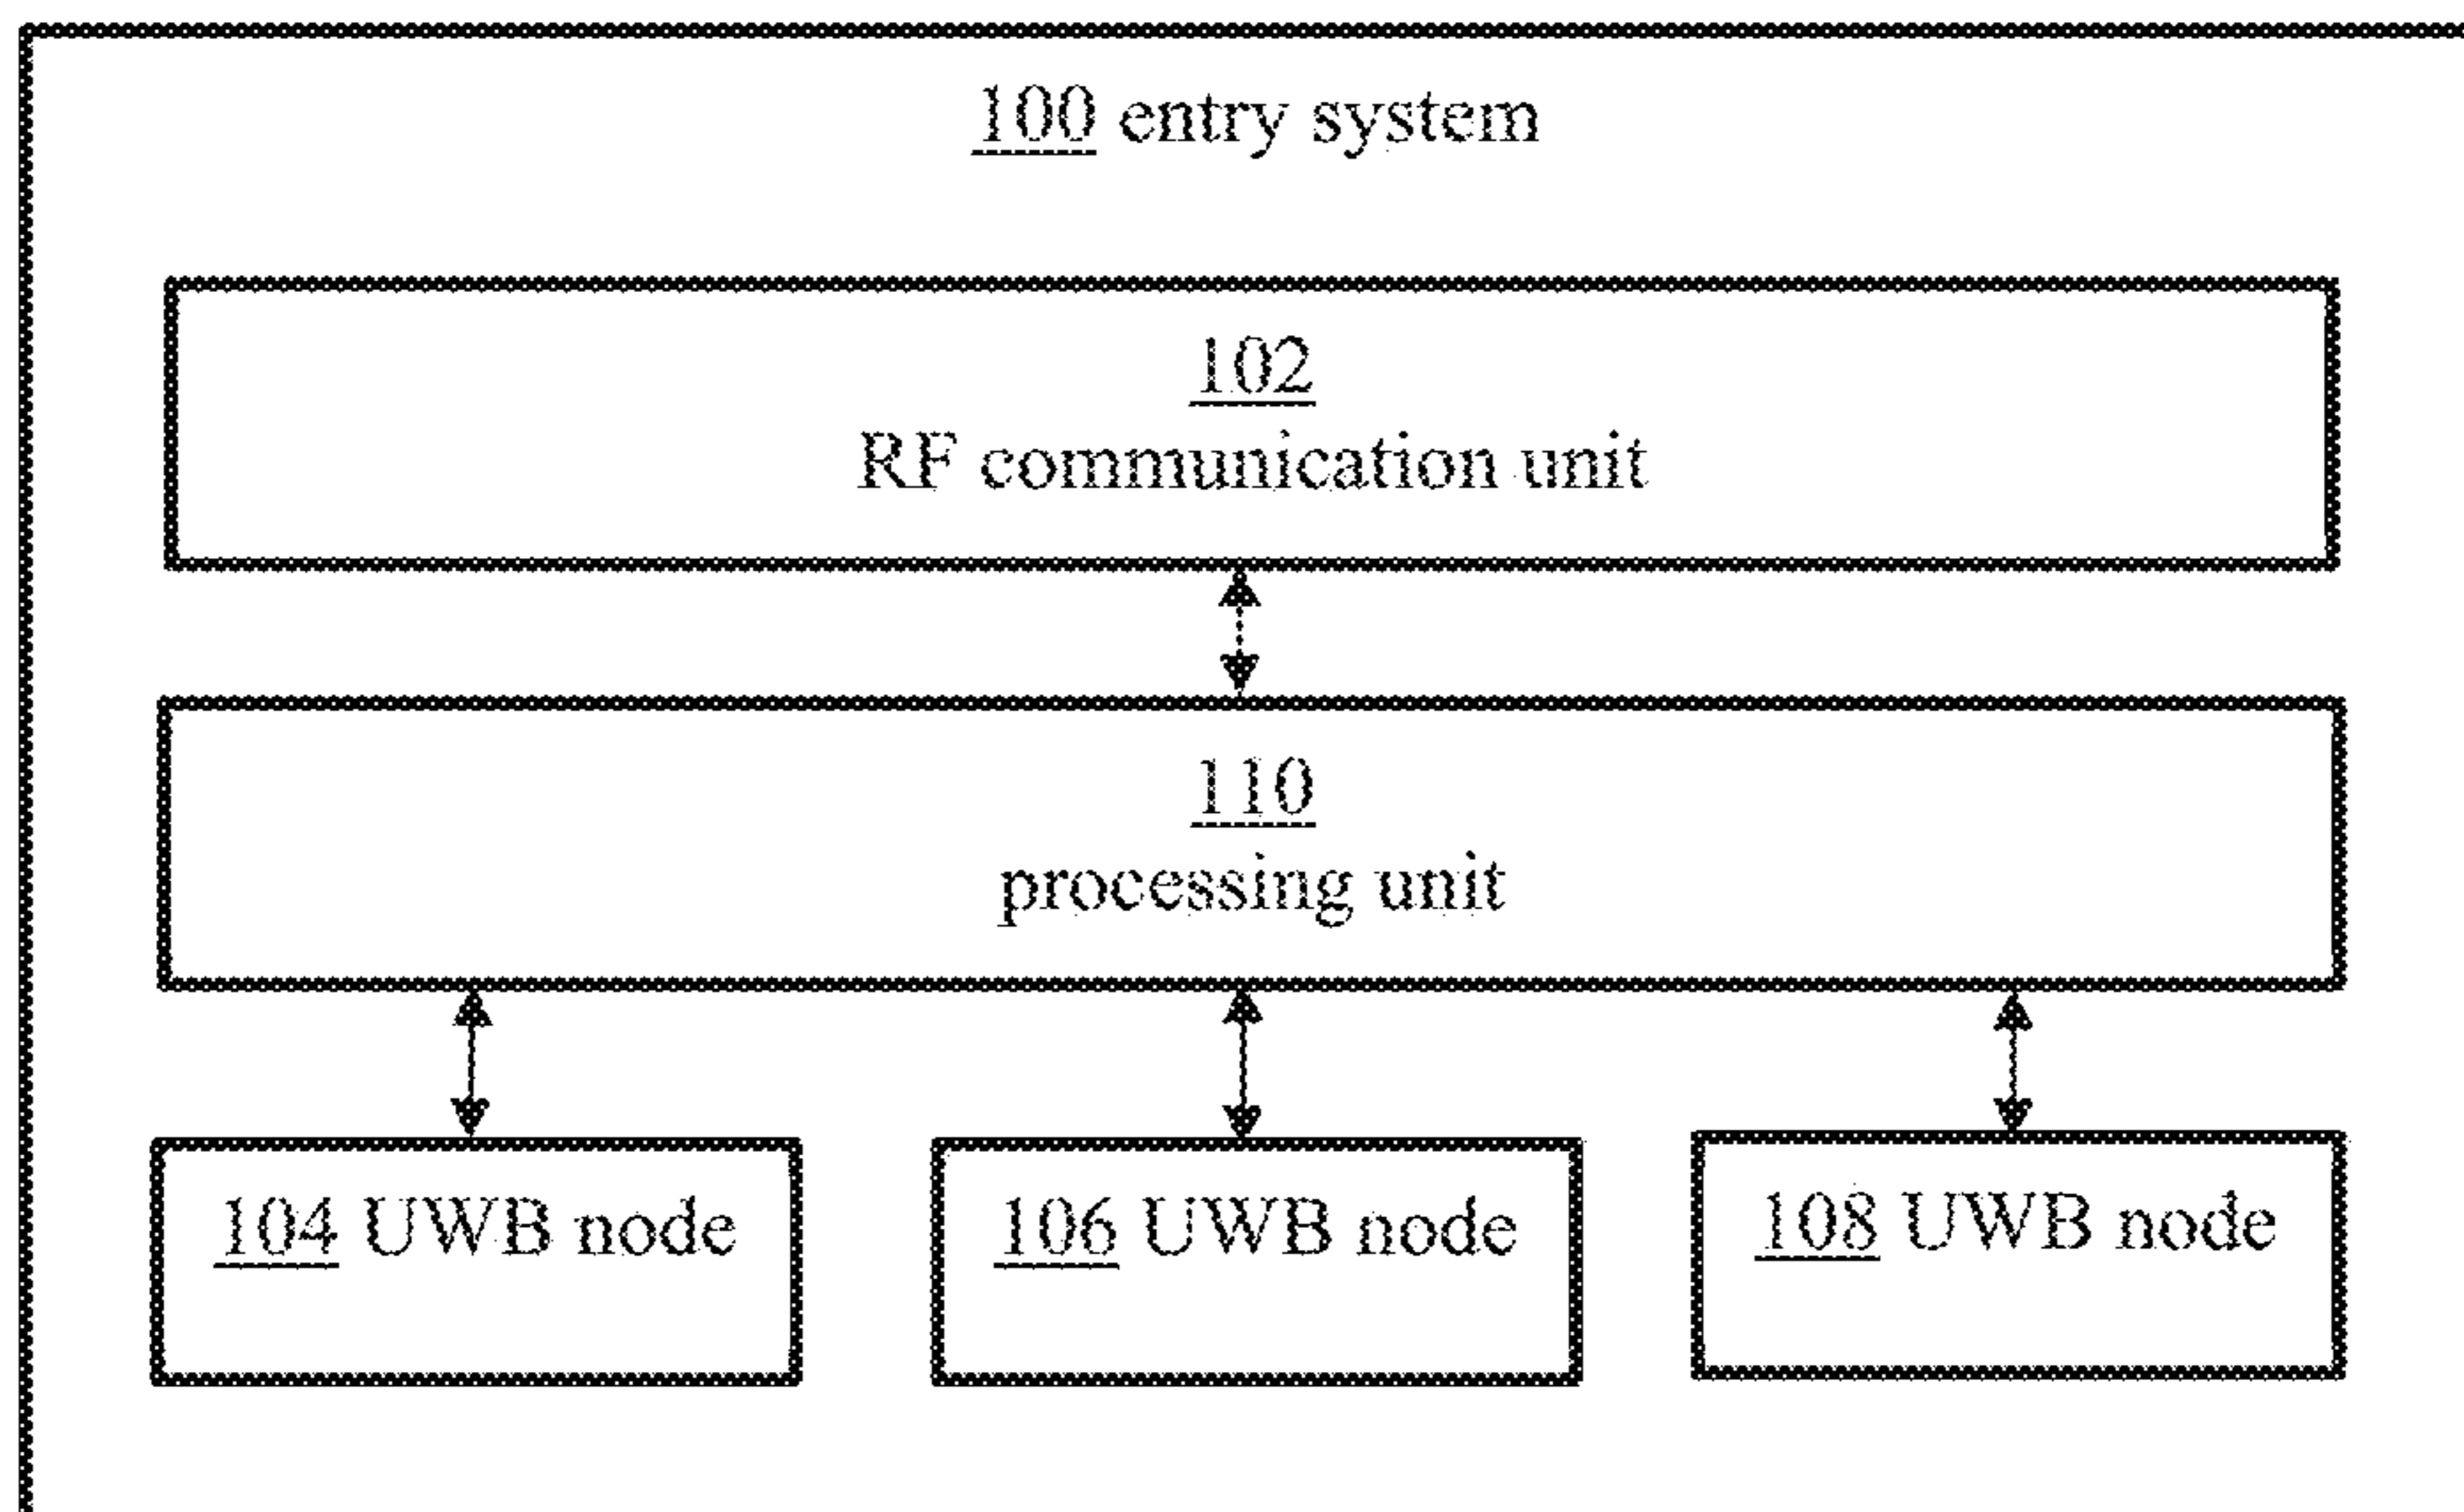 100 entry system
102
RF communication unit
110
processing unit
104 UWB node
106 UWB node
108 UWB node